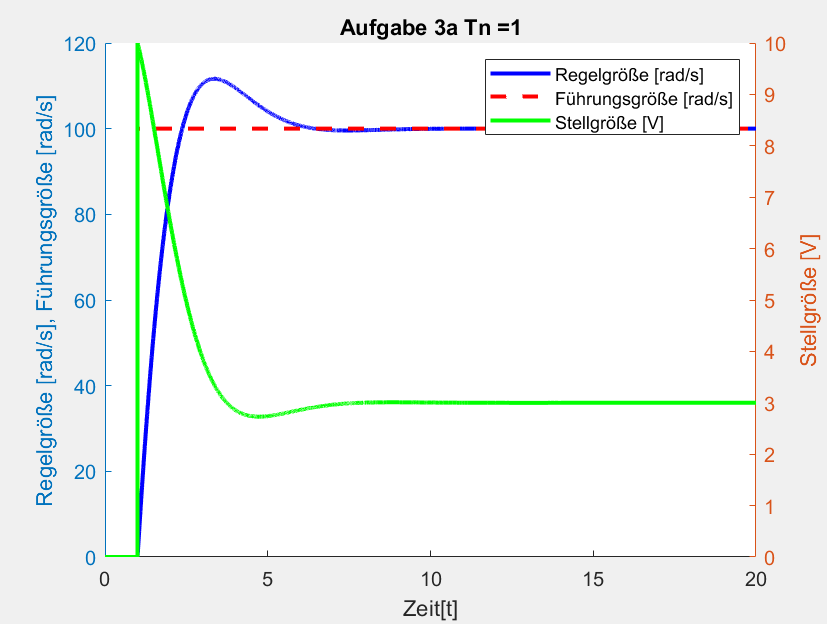 Aufgabe 3a Tn =1
Regelgröße [rad/s]
Führungsgröße [rad/s]
Stellgröße [V]
Regelgröße [rad/s], Führungsgröße [rad/s]
120
100
80
60
40
20
0
Stellgröße [V]
10
9
8
7
6
5
4
3
2
1
0
0 5 10 15 20
Zeit[t]